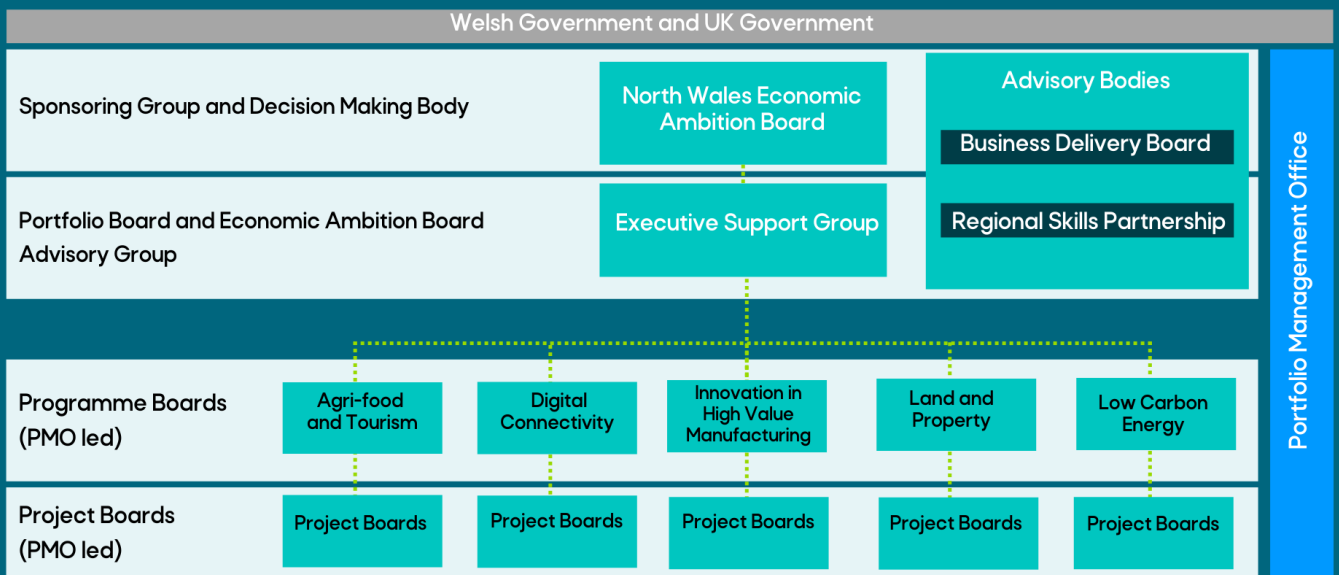 Welsh Government and UK Government
Sponsoring Group and Decision Making Body
North Wales Economic
Ambition Board
Advisory Bodies
Business Delivery Board
Regional Skills Partnership
Portfolio Board and Economic Ambition Board
Advisory Group
Executive Support Group
Portfolio Management Office
Programme Boards
(PMO led)
Agri-food
and Tourism
Digital
Connectivity
Innovation in
High Value
Manufacturing
Land and
Property
Low Carbon
Energy
Project Boards
(PMO led)
Project Boards
Project Boards
Project Boards
Project Boards
Project Boards